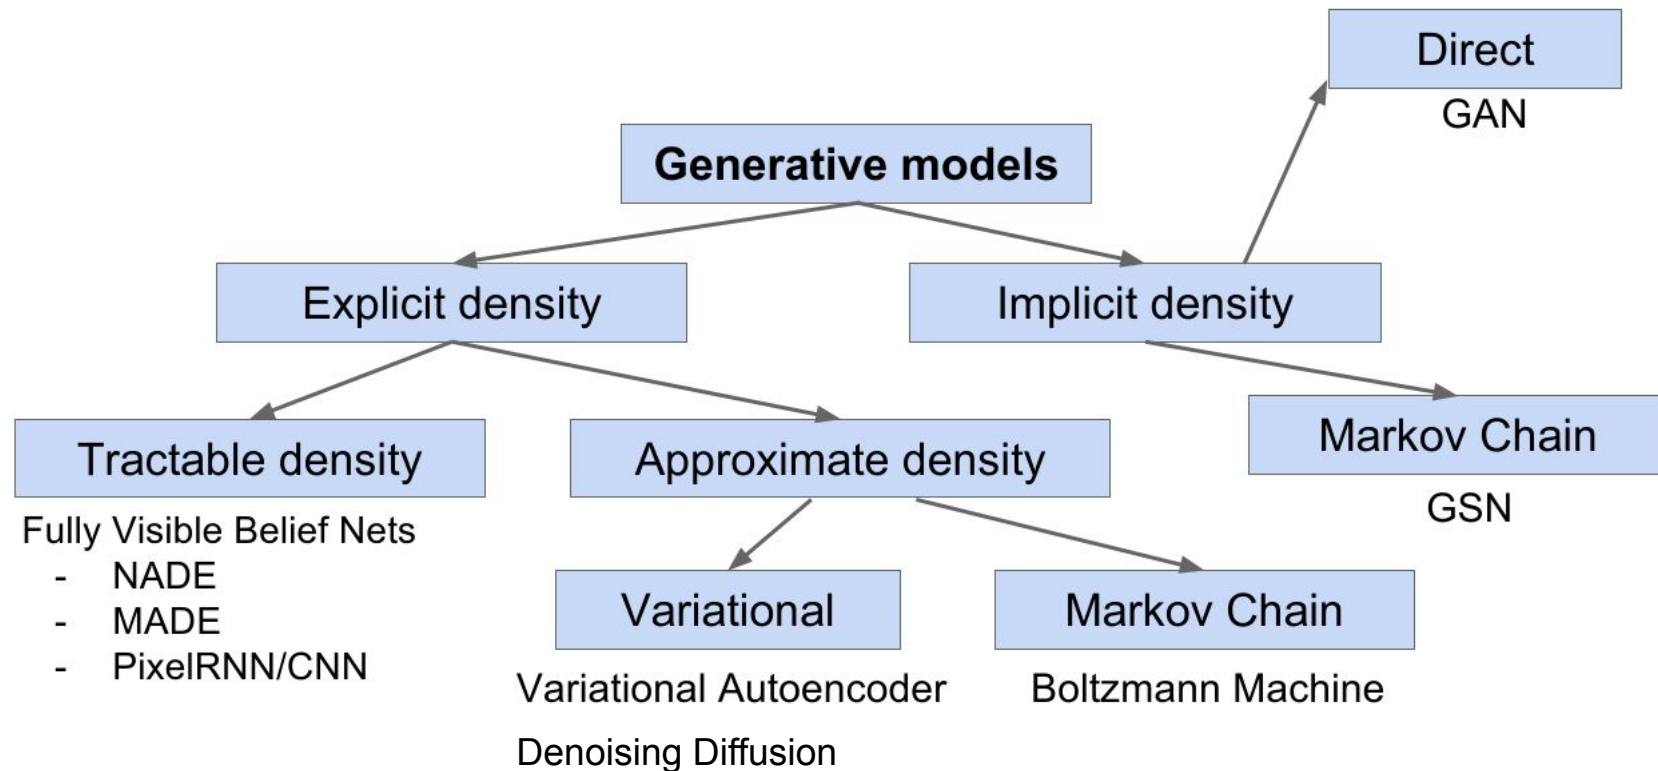 Direct
GAN
Generative models
Explicit density
Implicit density
Tractable density
Approximate density
Markov Chain
GSN
Fully Visible Belief Nets
- NADE
- MADE
- PixelRNN/CNN
Variational
Markov Chain
Variational Autoencoder
Boltzmann Machine
Denoising Diffusion